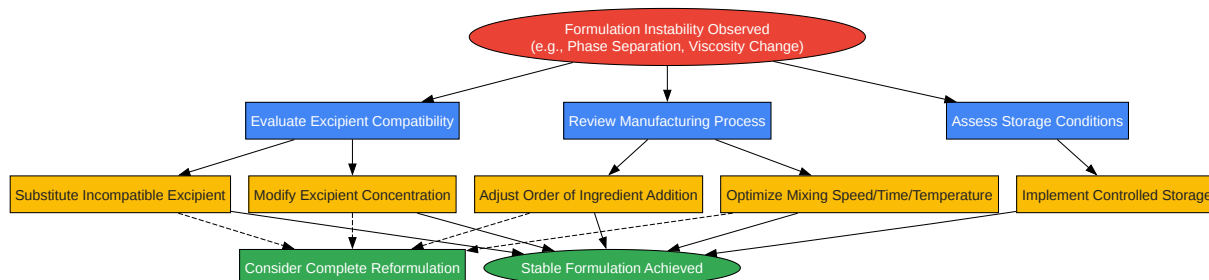 Formulation Instability Observed
(e.g., Phase Separation, Viscosity Change)
Evaluate Excipient Compatibility
Review Manufacturing Process
Assess Storage Conditions
Substitute Incompatible Excipient
Modify Excipient Concentration
Adjust Order of Ingredient Addition
Optimize Mixing Speed/Time/Temperature
Implement Controlled Storage
Consider Complete Reformulation
Stable Formulation Achieved